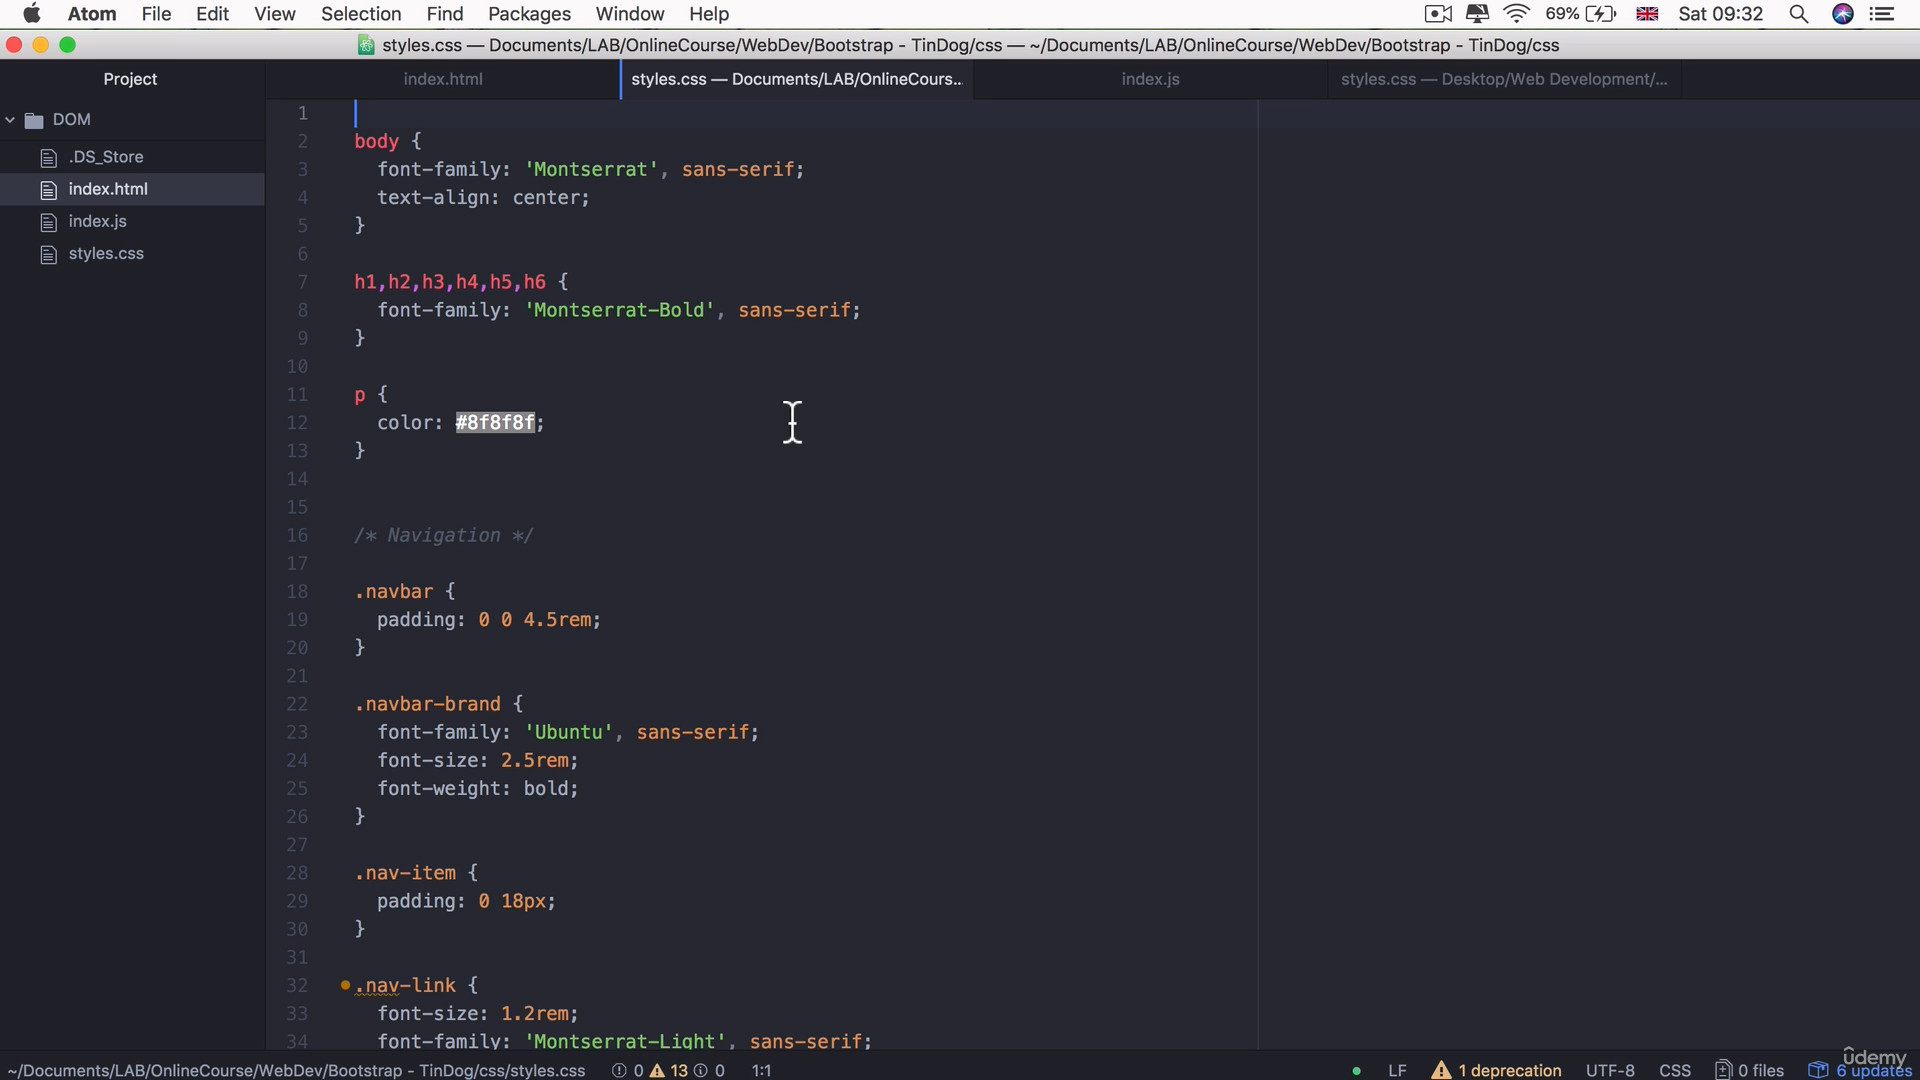 Atom File Edit View Selection Find Packages Window Help 69% Sat 09:32
styles.css — Documents/LAB/OnlineCourse/WebDev/Bootstrap - TinDog/css — ~/Documents/LAB/OnlineCourse/WebDev/Bootstrap - TinDog/css
Project index.html styles.css — Documents/LAB/OnlineCours… index.js styles.css — Desktop/Web Development/…
DOM
.DS_Store
index.html
index.js
styles.css
1
2 body {
3 font-family: 'Montserrat', sans-serif;
4 text-align: center;
5 }
6
7 h1,h2,h3,h4,h5,h6 {
8 font-family: 'Montserrat-Bold', sans-serif;
9 }
10
11 p {
12 color: #8f8f8f;
13 }
14
15
16 /* Navigation */
17
18 .navbar {
19 padding: 0 0 4.5rem;
20 }
21
22 .navbar-brand {
23 font-family: 'Ubuntu', sans-serif;
24 font-size: 2.5rem;
25 font-weight: bold;
26 }
27
28 .nav-item {
29 padding: 0 18px;
30 }
31
32 .nav-link {
33 font-size: 1.2rem;
34 font-family: 'Montserrat-Light', sans-serif;
~/Documents/LAB/OnlineCourse/WebDev/Bootstrap - TinDog/css/styles.css 0 13 0 1:1 LF 1 deprecation UTF-8 CSS 0 files 6 updates
udemy